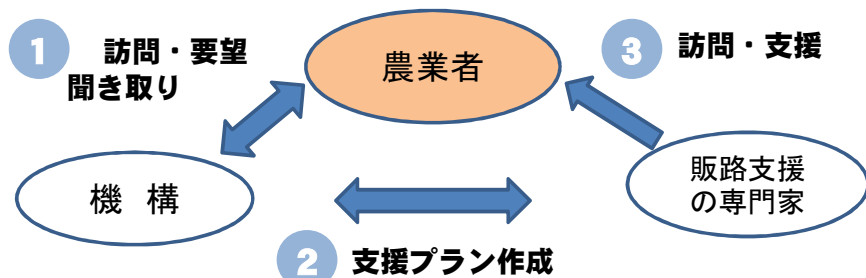 1 訪問・要望
聞き取り
農業者
3 訪問・支援
機 構
販路支援
の専門家
2 支援プラン作成